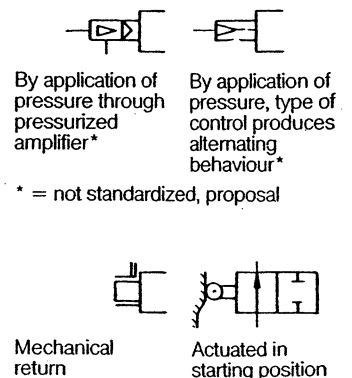 By application of
pressure through
pressurized
amplifier*
By application of
pressure, type of
control produces
alternating
behaviour*
* = not standardized, proposal
Mechanical
return
Actuated in
starting position